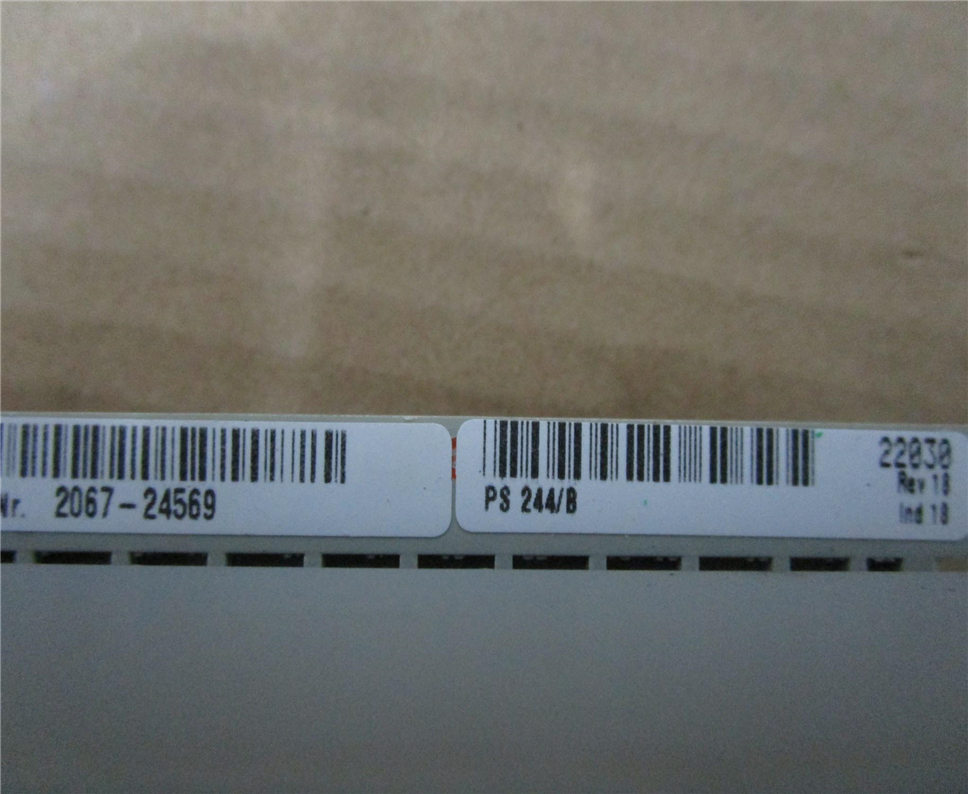 Nr. 2067-24569
PS 244/B
22030
Rev 18
Ind 18